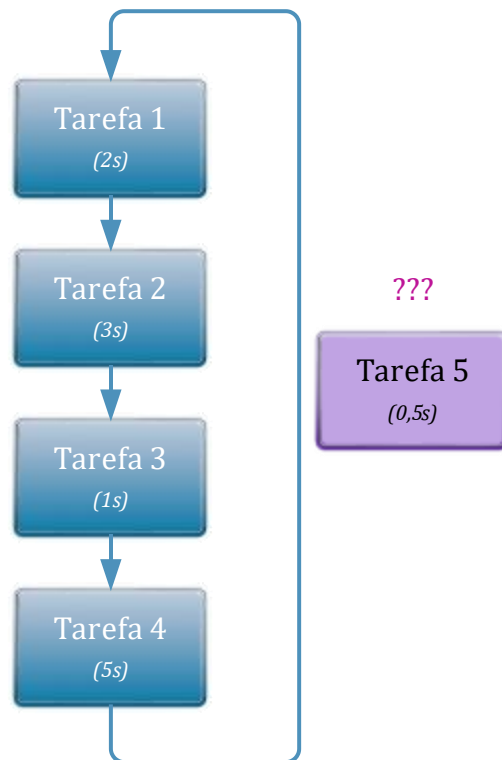 Tarefa 1
(2s)
Tarefa 2
(3s)
Tarefa 3
(1s)
Tarefa 4
(5s)
???
Tarefa 5
(0,5s)